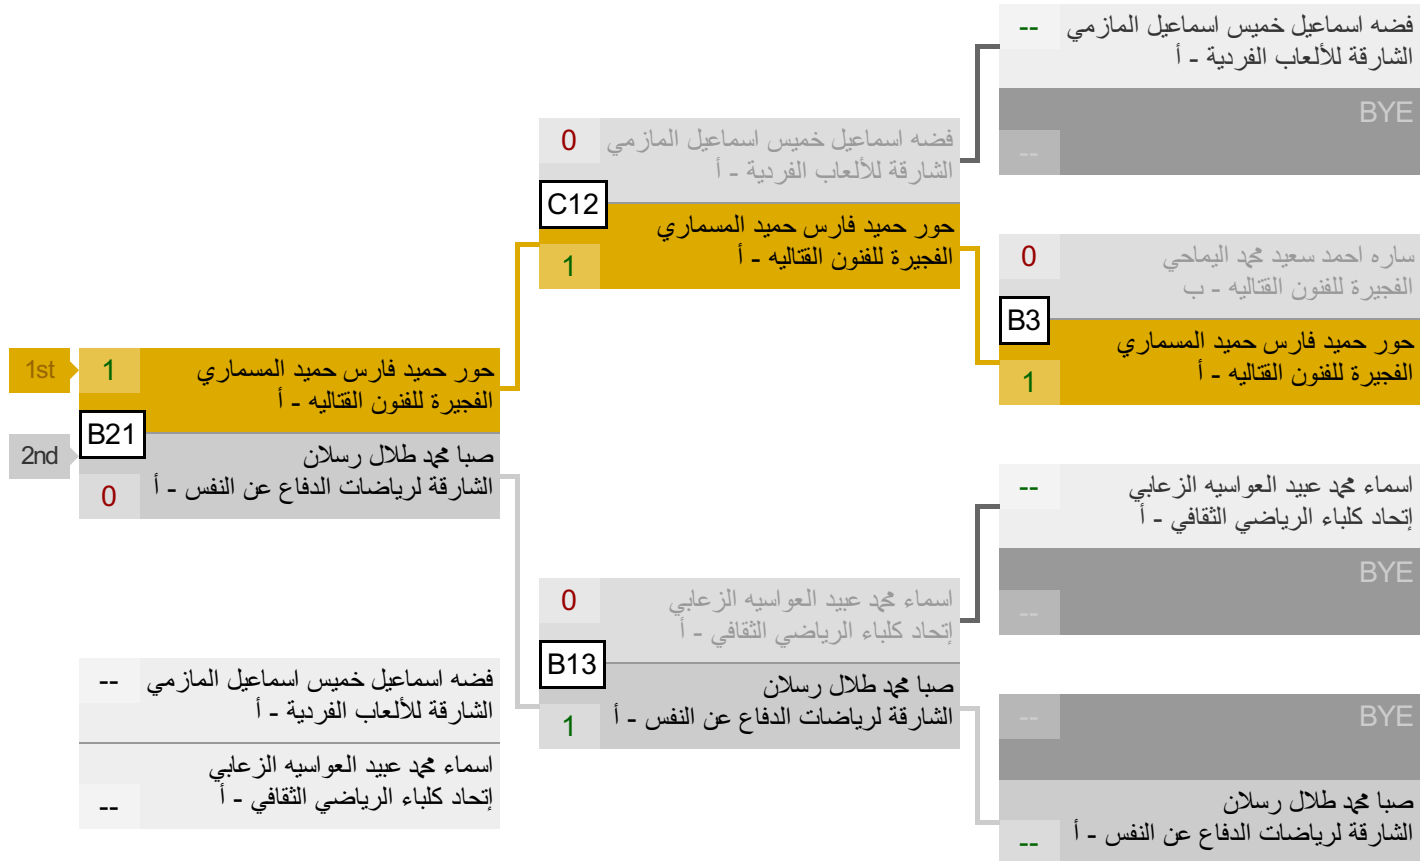 --
فضه اسماعيل خميس اسماعيل المازمي
الشارقة للألعاب الفردية - أ
BYE
--
0
ساره احمد سعيد محمد اليماحي
الفجيرة للفنون القتاليه - ب
B3
حور حميد فارس حميد المسماري
الفجيرة للفنون القتاليه - أ
1
--
اسماء محمد عبيد العواسيه الزعابي
إتحاد كلباء الرياضي الثقافي - أ
BYE
--
--
BYE
صبا محمد طلال رسلان
الشارقة لرياضات الدفاع عن النفس - أ
--
0
فضه اسماعيل خميس اسماعيل المازمي
الشارقة للألعاب الفردية - أ
C12
حور حميد فارس حميد المسماري
الفجيرة للفنون القتاليه - أ
1
0
اسماء محمد عبيد العواسيه الزعابي
إتحاد كلباء الرياضي الثقافي - أ
B13
صبا محمد طلال رسلان
الشارقة لرياضات الدفاع عن النفس - أ
1
1st
1
حور حميد فارس حميد المسماري
الفجيرة للفنون القتاليه - أ
B21
2nd
صبا محمد طلال رسلان
الشارقة لرياضات الدفاع عن النفس - أ
0
--
فضه اسماعيل خميس اسماعيل المازمي
الشارقة للألعاب الفردية - أ
اسماء محمد عبيد العواسيه الزعابي
إتحاد كلباء الرياضي الثقافي - أ
--